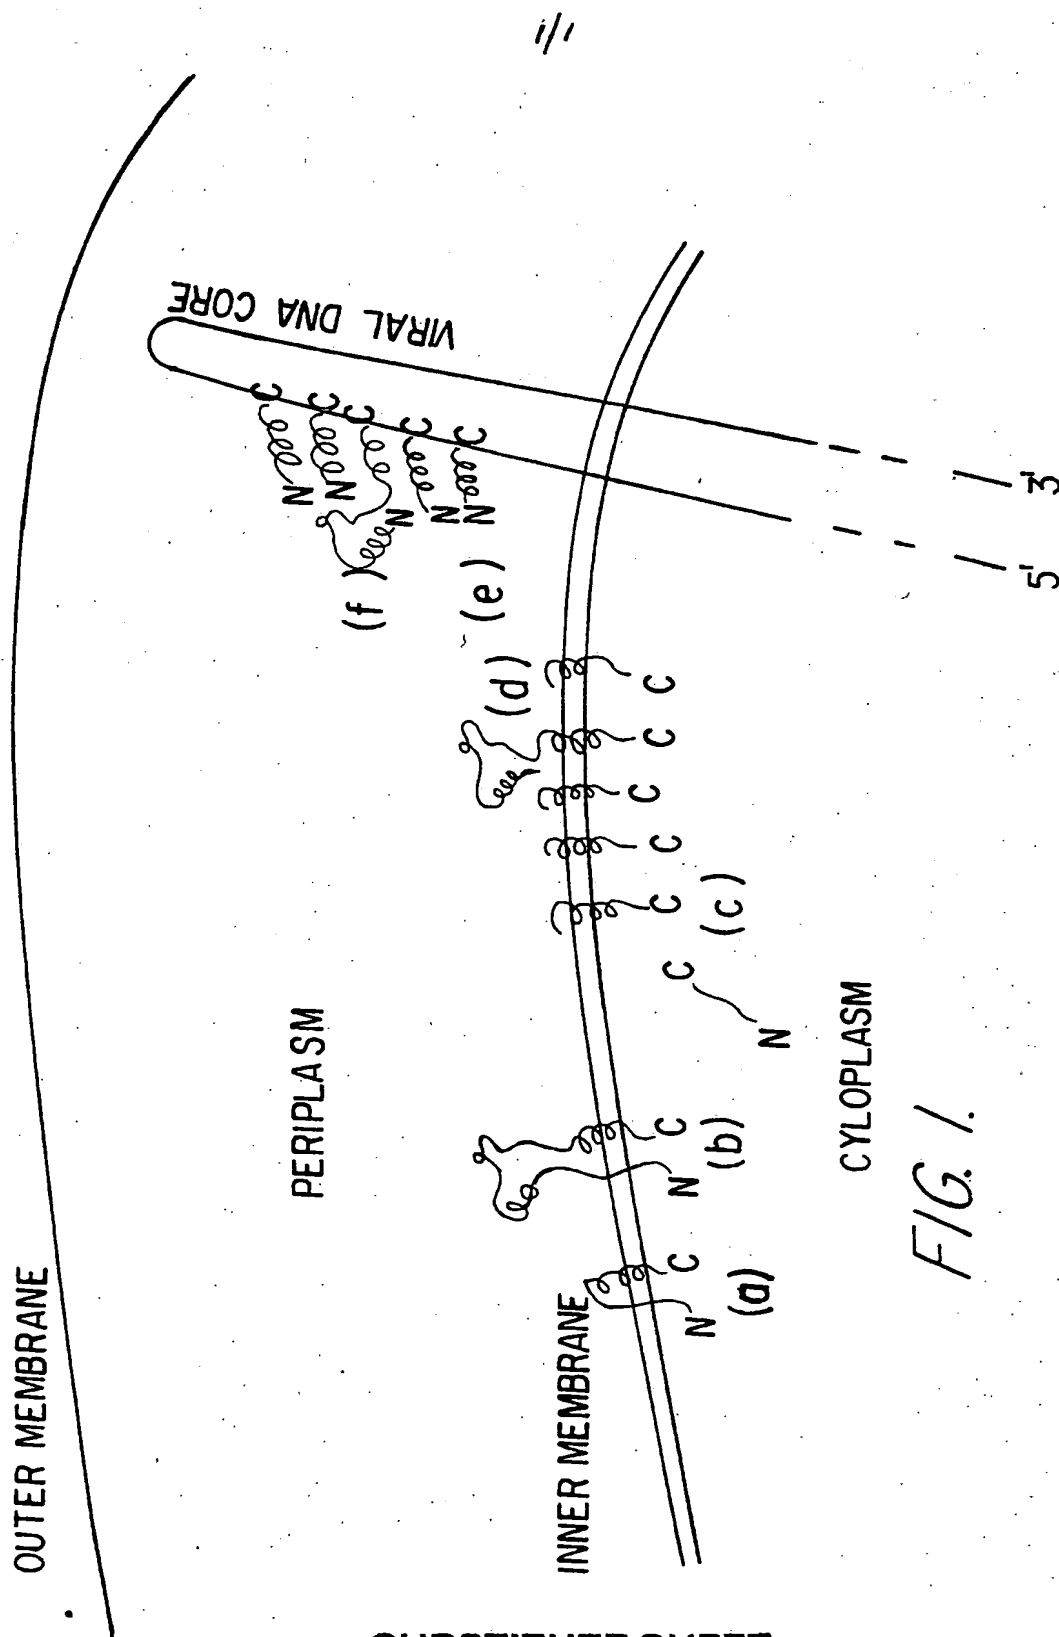 1/1
OUTER MEMBRANE
VIRAL DNA CORE
C
C
C
C
C
N
N
N
N
N
(f)
(e)
(d)
PERIPLASM
INNER MEMBRANE
C
C
C
C
C
(c)
C
N
C
N
(b)
C
N
(a)
CYLOPLASM
5'
3'
FIG. 1.